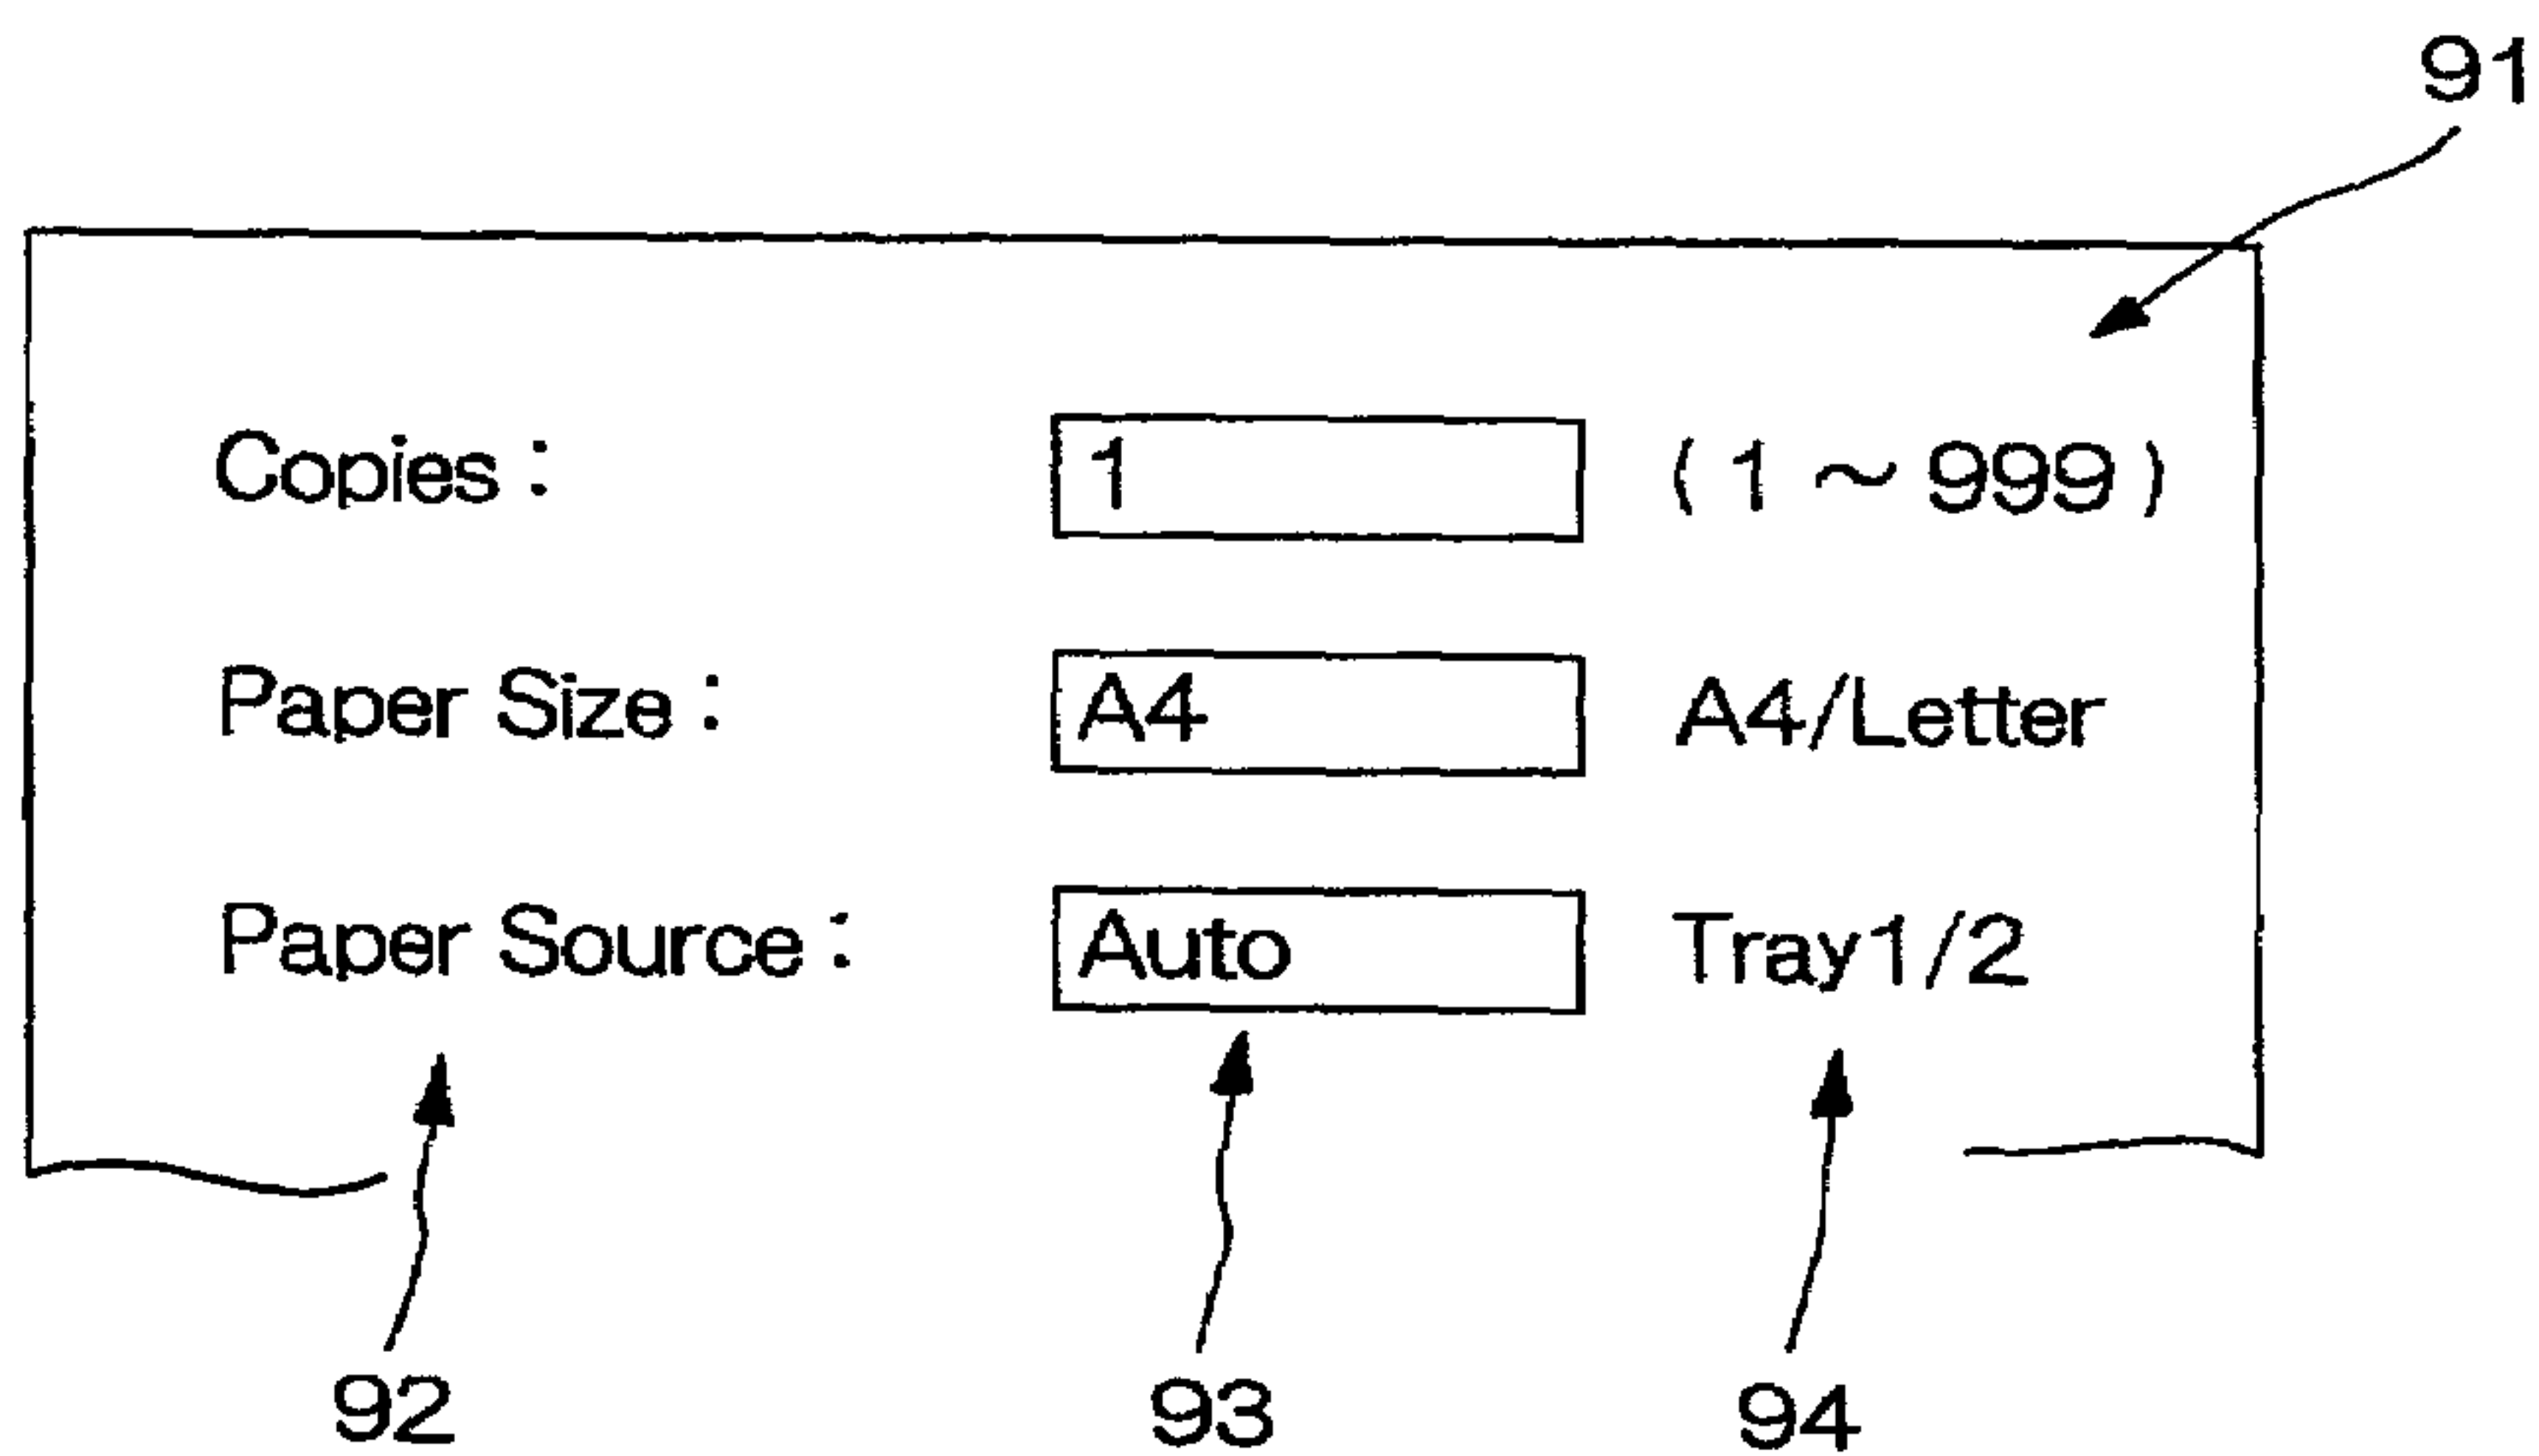 91
Copies : 1 (1 ~ 999)
Paper Size : A4 A4/Letter
Paper Source : Auto Tray1/2
92 93 94